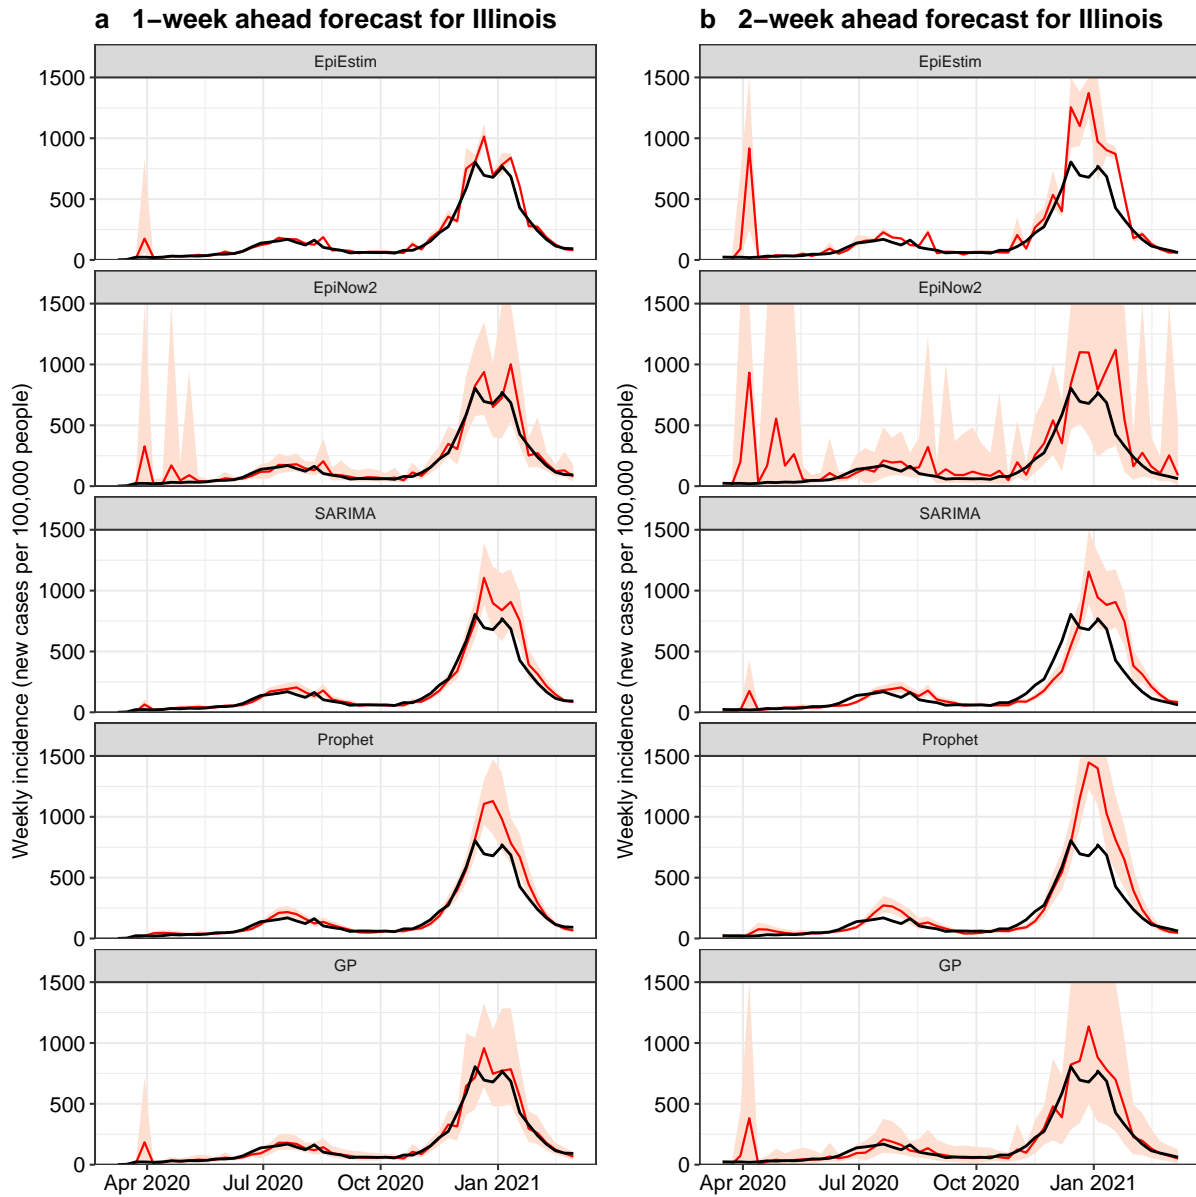 a 1−week ahead forecast for Illinois
Weekly incidence (new cases per 100,000 people)
EpiEstim
1500
1000
500
0
EpiNow2
1500
1000
500
0
SARIMA
1500
1000
500
0
Prophet
1500
1000
500
0
GP
1500
1000
500
0
Apr 2020 Jul 2020 Oct 2020 Jan 2021
b 2−week ahead forecast for Illinois
Weekly incidence (new cases per 100,000 people)
EpiEstim
1500
1000
500
0
EpiNow2
1500
1000
500
0
SARIMA
1500
1000
500
0
Prophet
1500
1000
500
0
GP
1500
1000
500
0
Apr 2020 Jul 2020 Oct 2020 Jan 2021